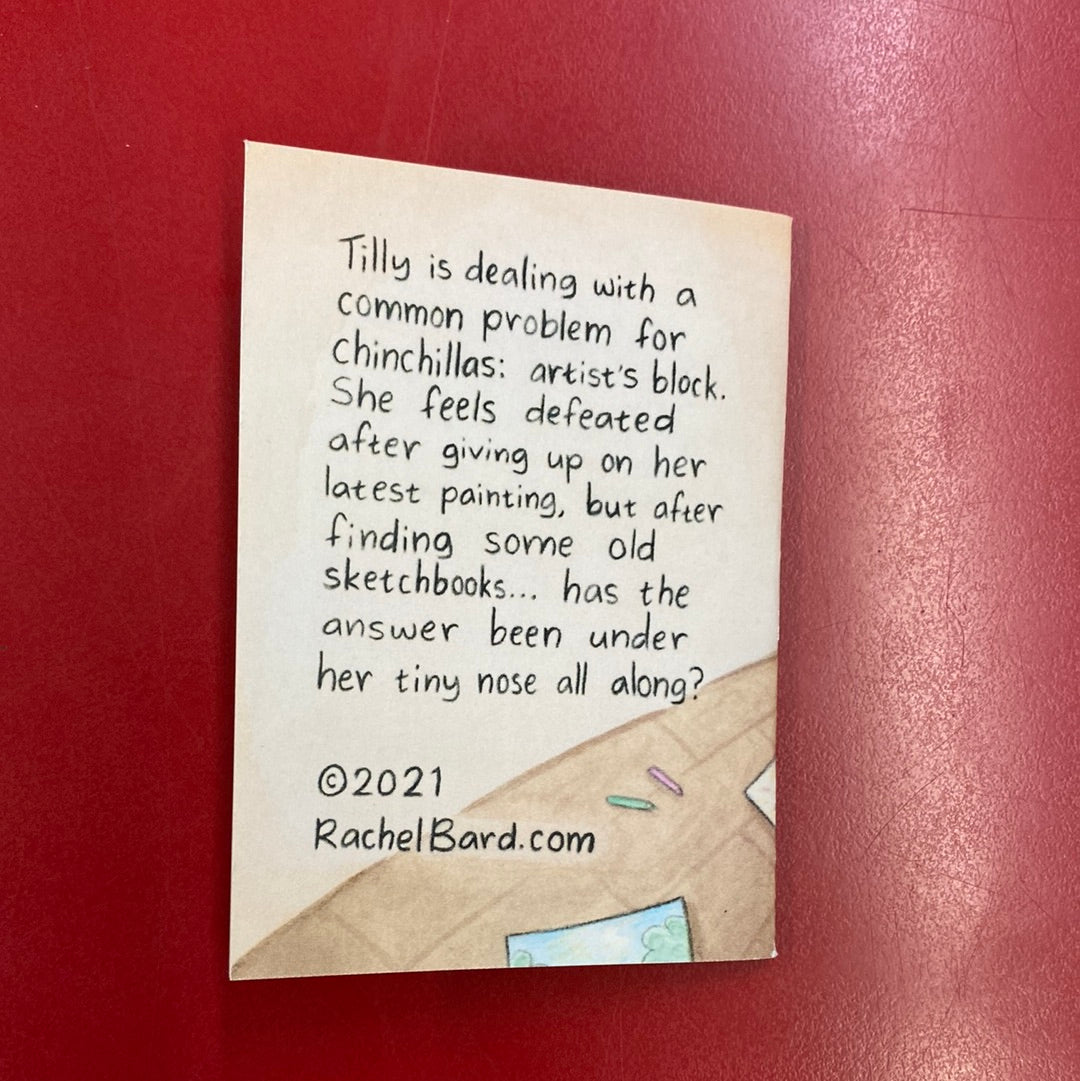 Tilly is dealing with a
common problem for
chinchillas: artist's block.
She feels defeated
after giving up on her
latest painting, but after
finding some old
sketchbooks... has the
answer been under
her tiny nose all along?
©2021
RachelBard.com